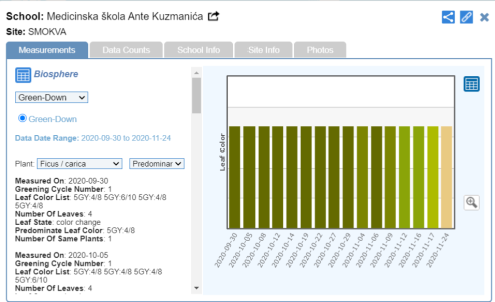 School: Medicinska škola Ante Kuzmanića
Site: SMOKVA
Measurements Data Counts School Info Site Info Photos
Biosphere
Green-Down
Green-Down
Data Date Range: 2020-09-30 to 2020-11-24
Plant: Ficus / carica Predominar
Measured On: 2020-09-30
Greening Cycle Number: 1
Leaf Color List: 5GY:4/8 5GY:6/10 5GY:4/8
5GY:4/8
Number Of Leaves: 4
Leaf State: color change
Predominate Leaf Color: 5GY:4/8
Number Of Same Plants: 1
Measured On: 2020-10-05
Greening Cycle Number: 1
Leaf Color List: 5GY:4/8 5GY:4/8 5GY:4/8
5GY:6/10
Number Of Leaves: 4
Leaf Color
2020-09-30
2020-10-05
2020-10-08
2020-10-12
2020-10-14
2020-10-19
2020-10-22
2020-10-27
2020-10-29
2020-11-04
2020-11-06
2020-11-09
2020-11-12
2020-11-16
2020-11-17
2020-11-24